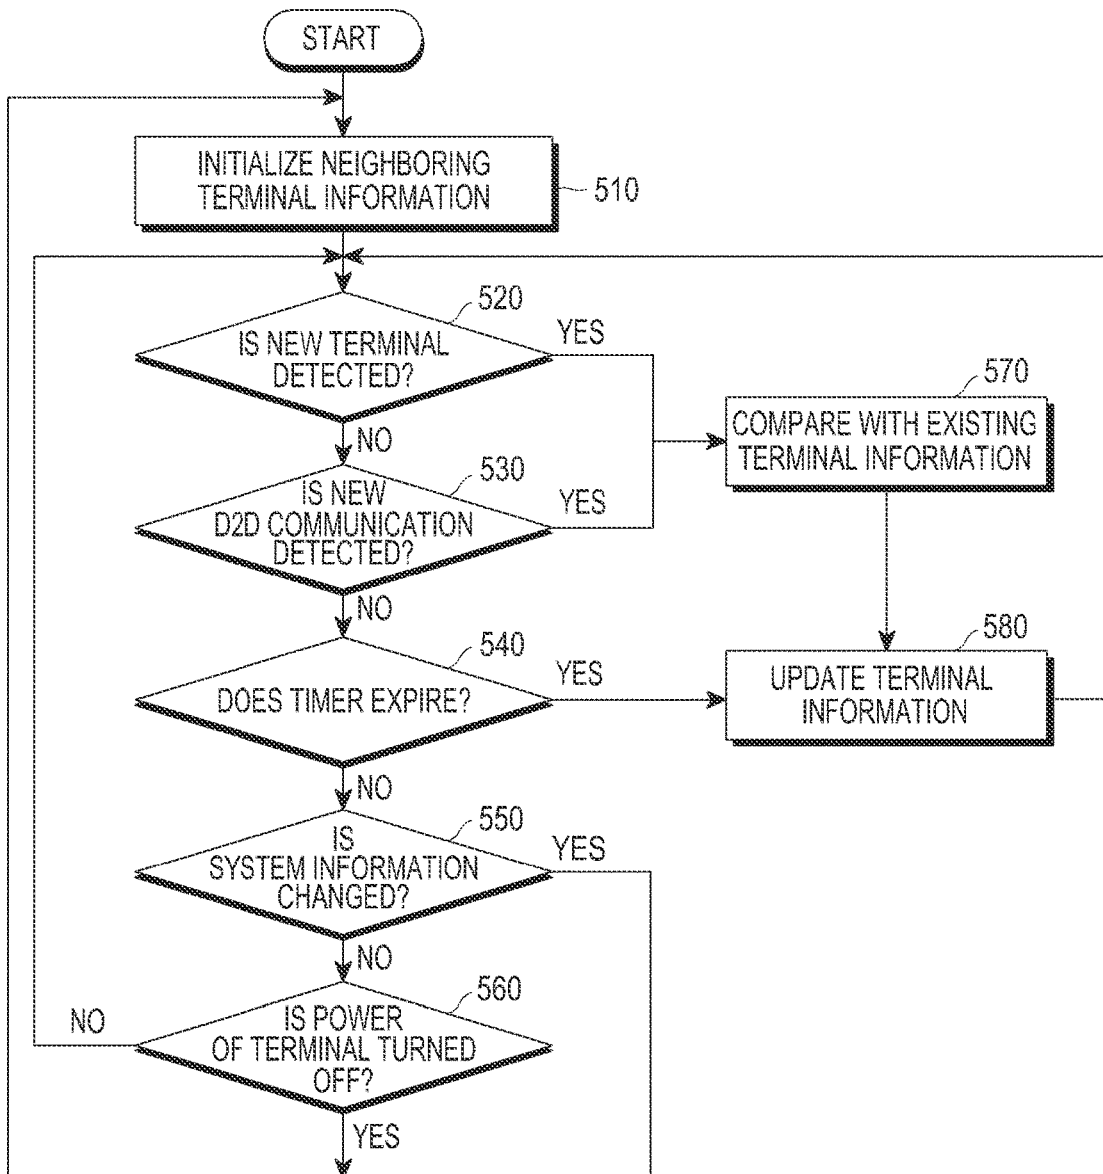 START
INITIALIZE NEIGHBORING
TERMINAL INFORMATION
510
520
IS NEW TERMINAL
DETECTED?
YES
NO
570
COMPARE WITH EXISTING
TERMINAL INFORMATION
530
IS NEW
D2D COMMUNICATION
DETECTED?
YES
NO
540
DOES TIMER EXPIRE?
YES
NO
580
UPDATE TERMINAL
INFORMATION
550
IS
SYSTEM INFORMATION
CHANGED?
YES
NO
560
IS POWER
OF TERMINAL TURNED
OFF?
NO
YES